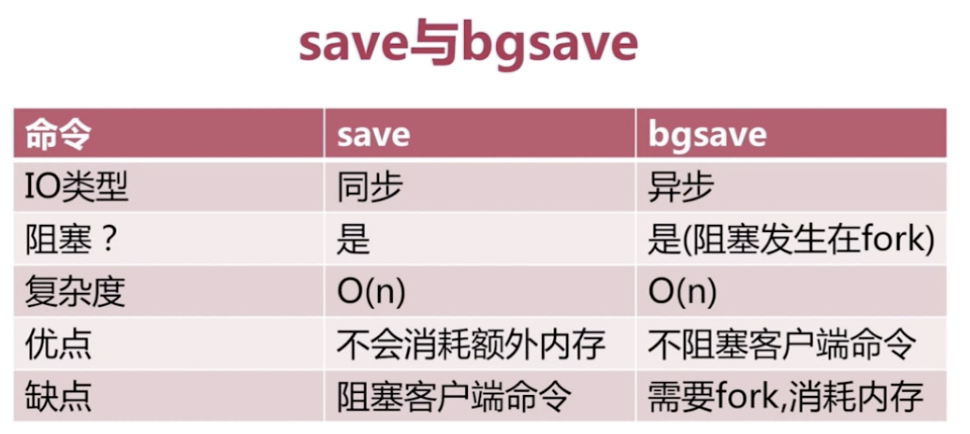 save与bgsave
命令 save bgsave
IO类型 同步 异步
阻塞？ 是 是(阻塞发生在fork)
复杂度 O(n) O(n)
优点 不会消耗额外内存 不阻塞客户端命令
缺点 阻塞客户端命令 需要fork,消耗内存